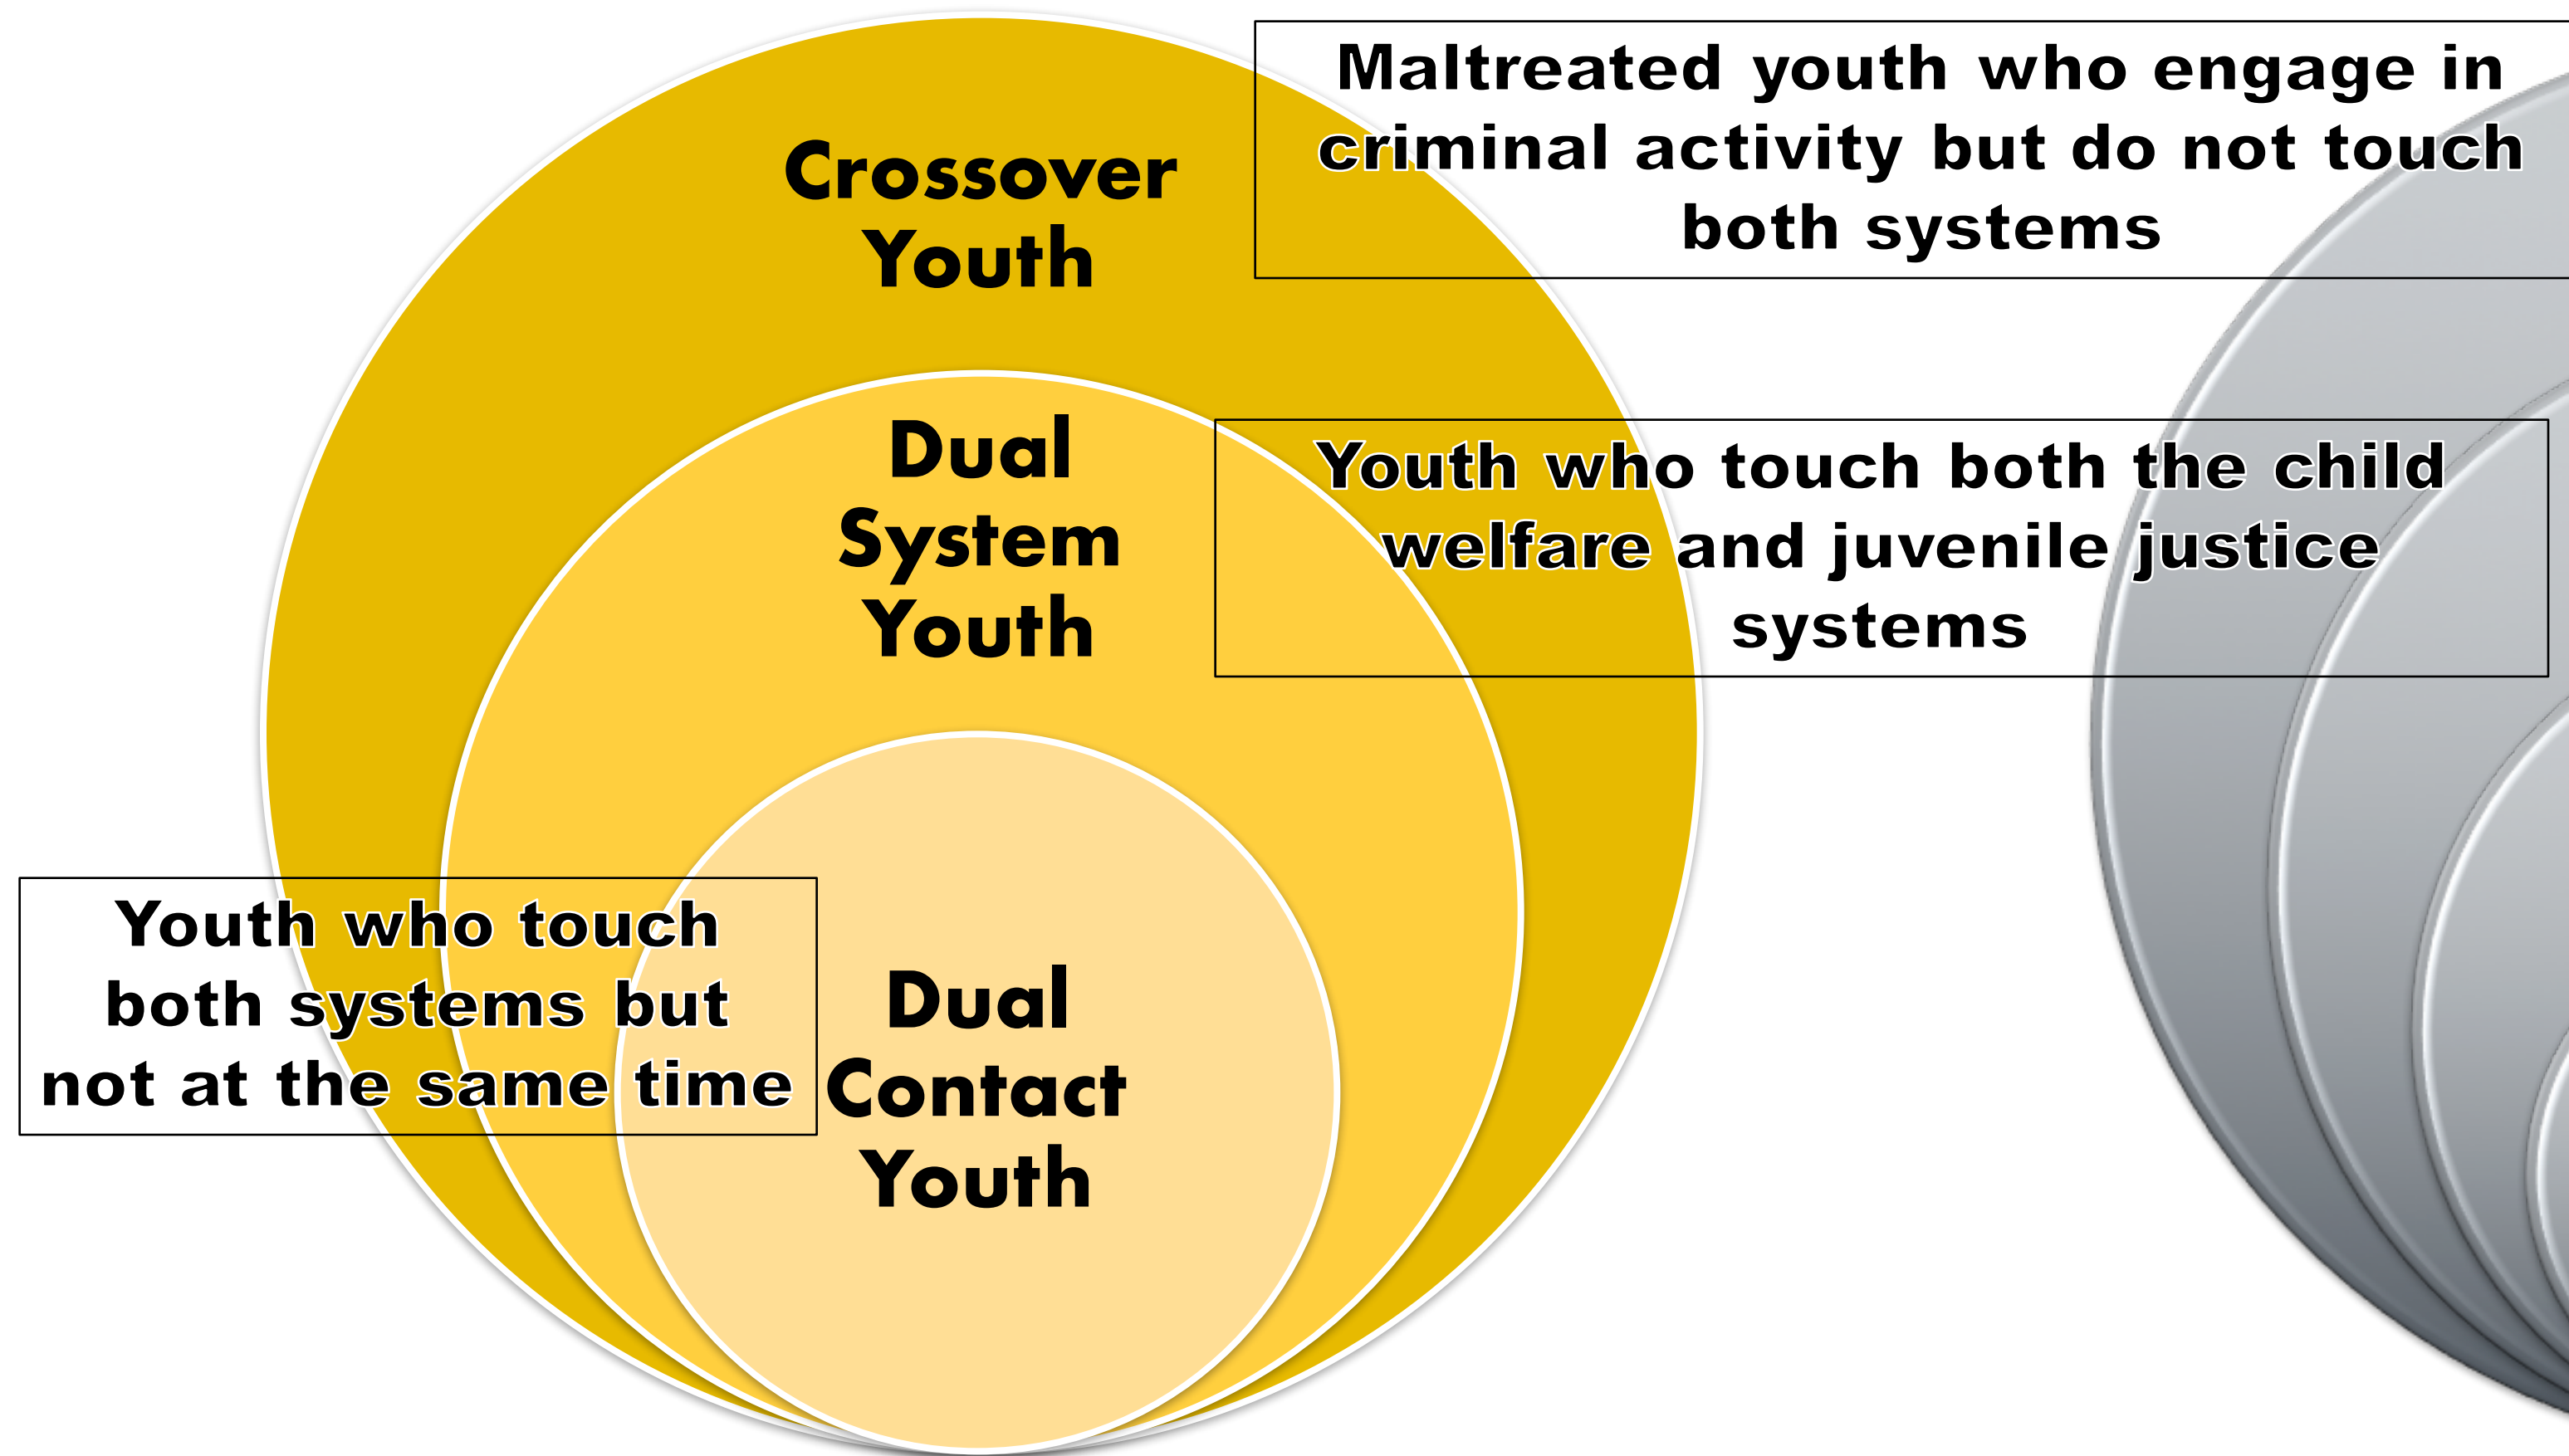 Crossover
Youth
Maltreated youth who engage in
criminal activity but do not touch
both systems
Dual
System
Youth
Youth who touch both the child
welfare and juvenile justice
systems
Youth who touch
both systems but
not at the same time
Dual
Contact
Youth